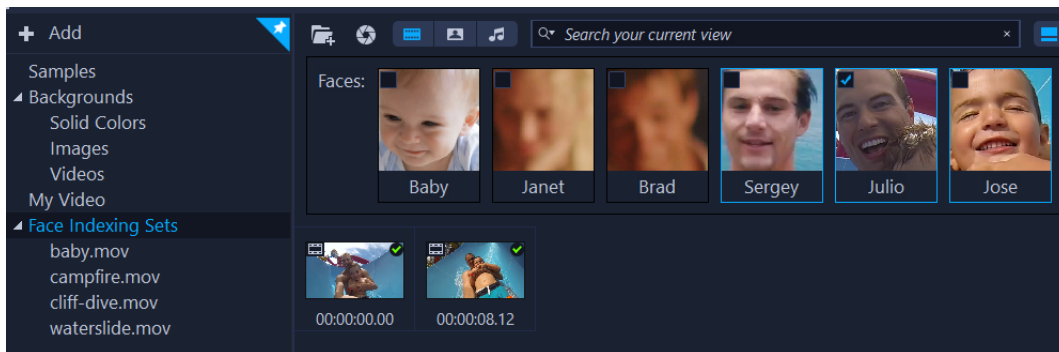 Add
Search your current view ×
Samples
Backgrounds
Solid Colors
Images
Videos
My Video
Face Indexing Sets
baby.mov
campfire.mov
cliff-dive.mov
waterslide.mov
Faces:
Baby Janet Brad Sergey Julio Jose
00:00:00.00 00:00:08.12